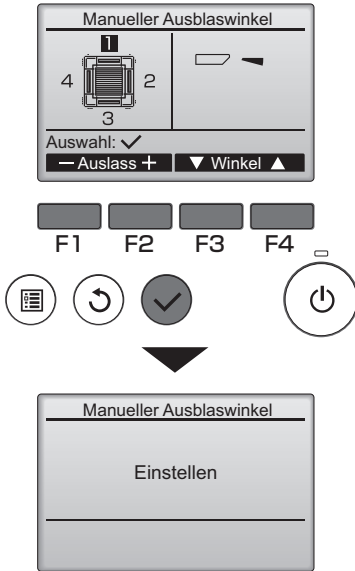 Manueller Ausblaswinkel
1
4 2
3
Auswahl: ✓
− Auslass + ▼ Winkel ▲
F1 F2 F3 F4
Manueller Ausblaswinkel
Einstellen